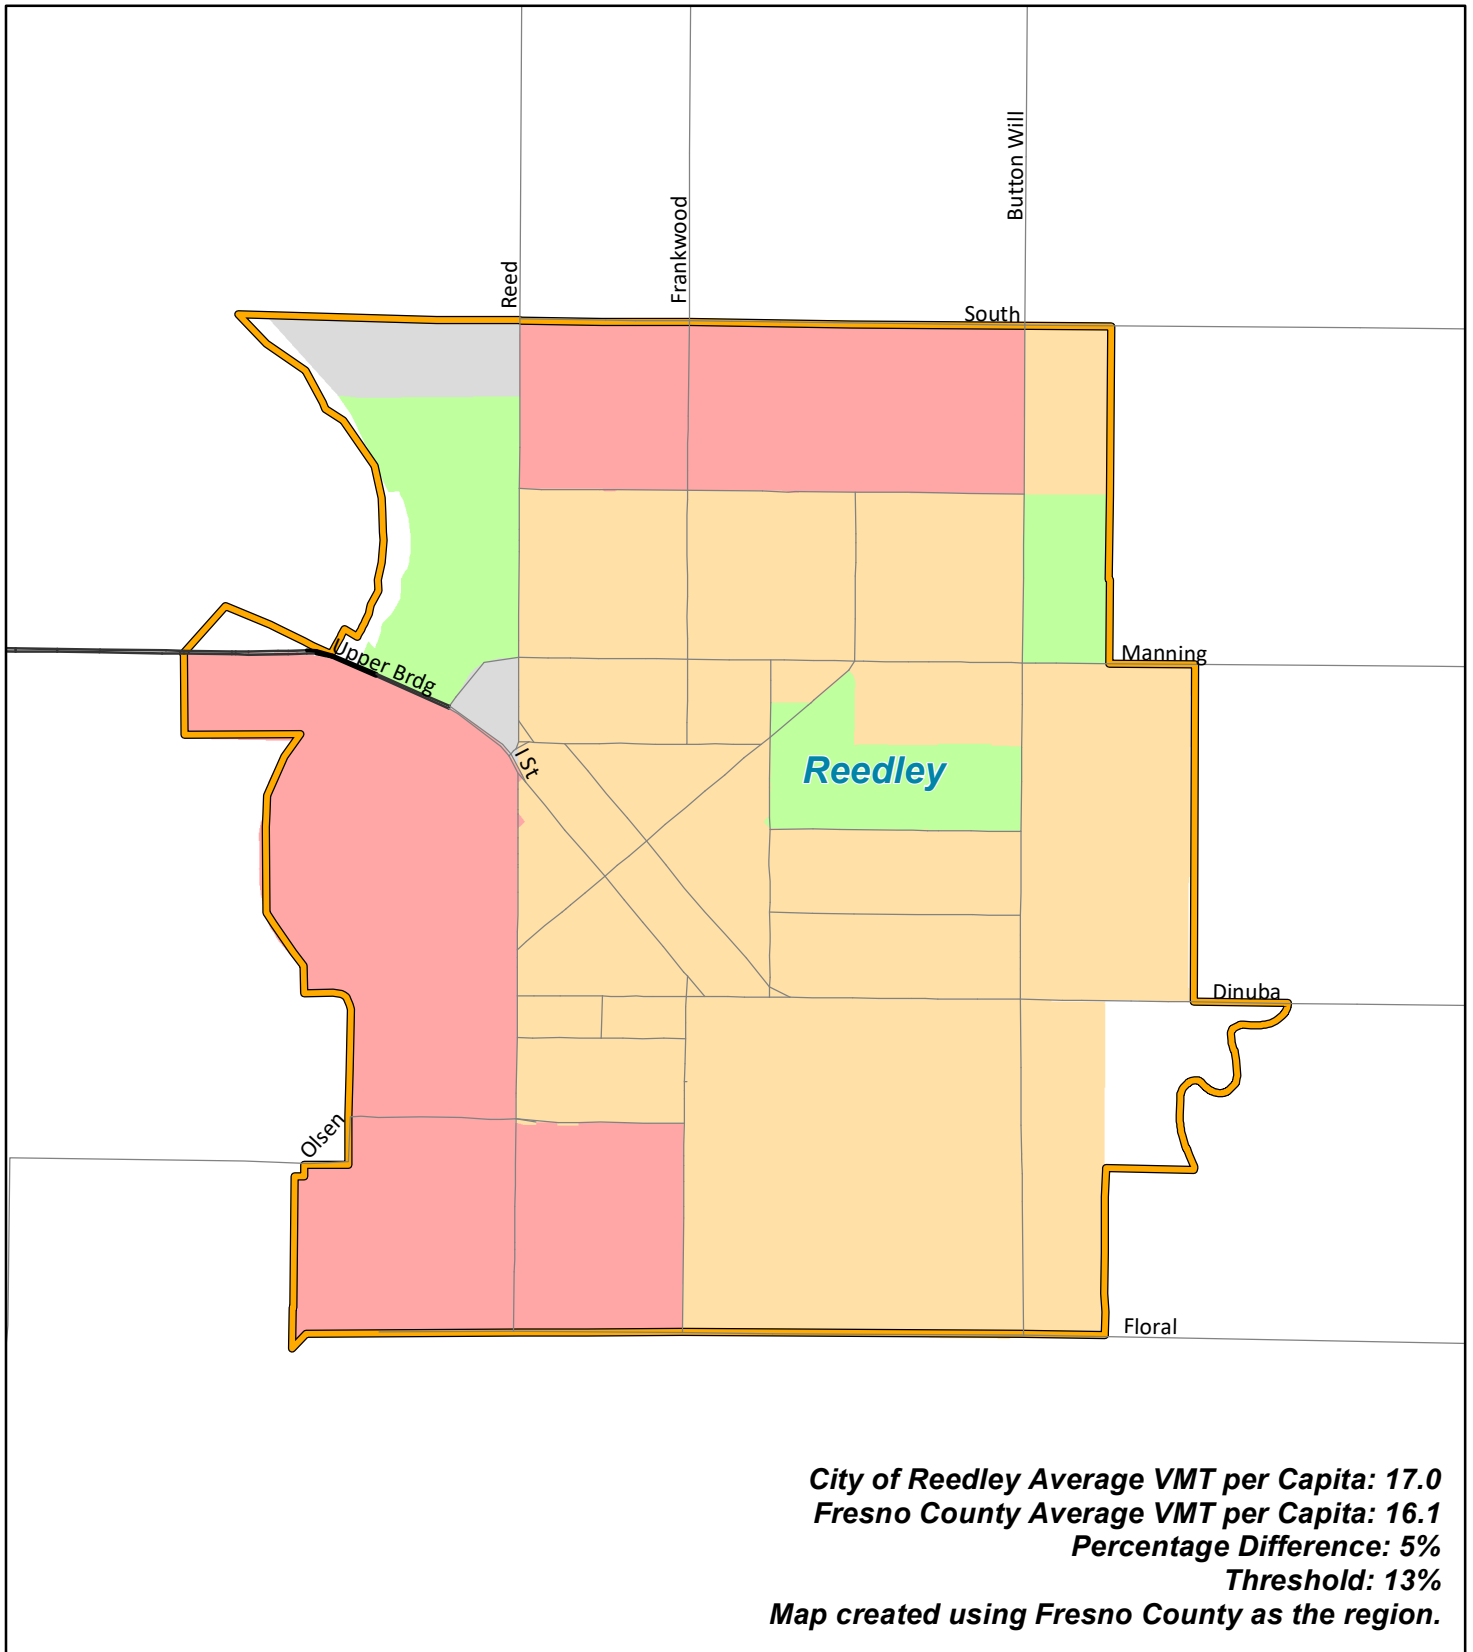 Button Will
Frankwood
Reed
South
Upper Brdg
Manning
I St
Reedley
Dinuba
Olsen
Floral
City of Reedley Average VMT per Capita: 17.0
Fresno County Average VMT per Capita: 16.1
Percentage Difference: 5%
Threshold: 13%
Map created using Fresno County as the region.